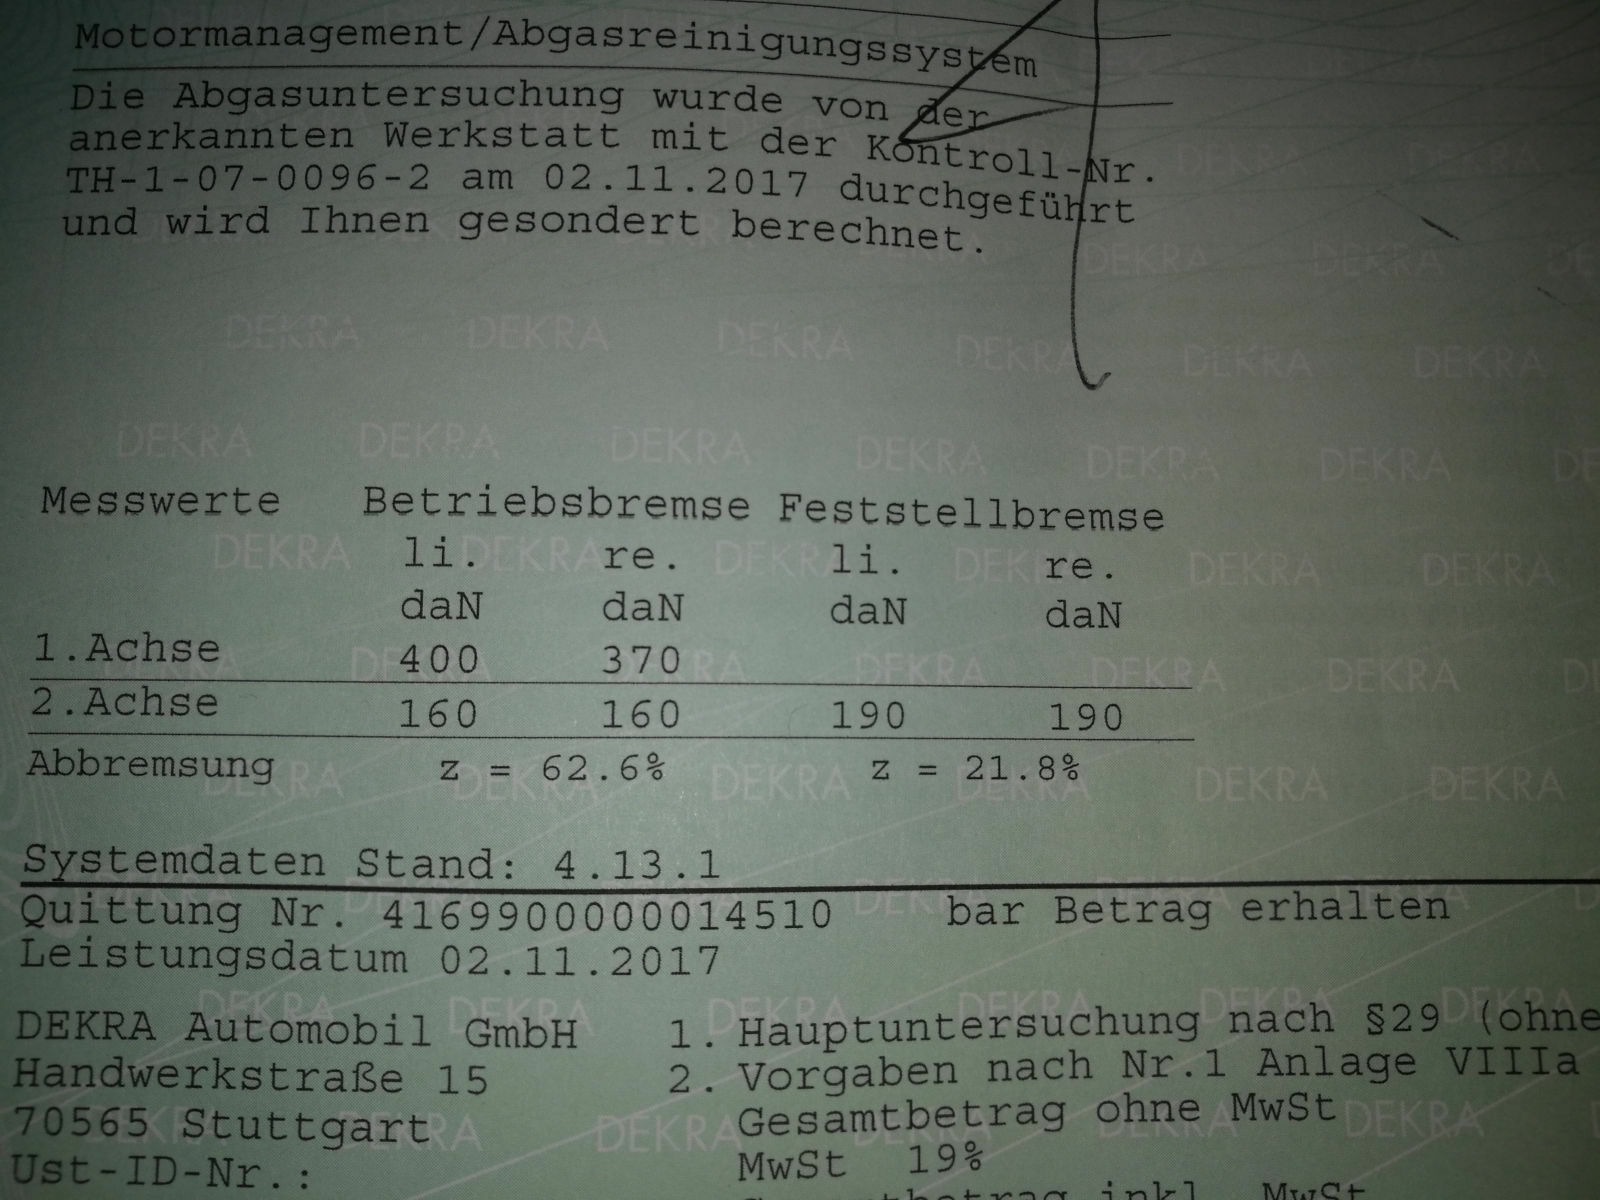 Motormanagement/Abgasreinigungssystem
Die Abgasuntersuchung wurde von der
anerkannten Werkstatt mit der Kontroll-Nr.
TH-1-07-0096-2 am 02.11.2017 durchgeführt
und wird Ihnen gesondert berechnet.
Messwerte Betriebsbremse Feststellbremse
li. re. li. re.
daN daN daN daN
1.Achse 400 370
2.Achse 160 160 190 190
Abbremsung z = 62.6% z = 21.8%
Systemdaten Stand: 4.13.1
Quittung Nr. 4169900000014510 bar Betrag erhalten
Leistungsdatum 02.11.2017
DEKRA Automobil GmbH 1. Hauptuntersuchung nach §29 (ohne
Handwerkstraße 15 2. Vorgaben nach Nr.1 Anlage VIIIa
70565 Stuttgart Gesamtbetrag ohne MwSt
Ust-ID-Nr.: MwSt 19%
Gesamtbetrag inkl. MwSt